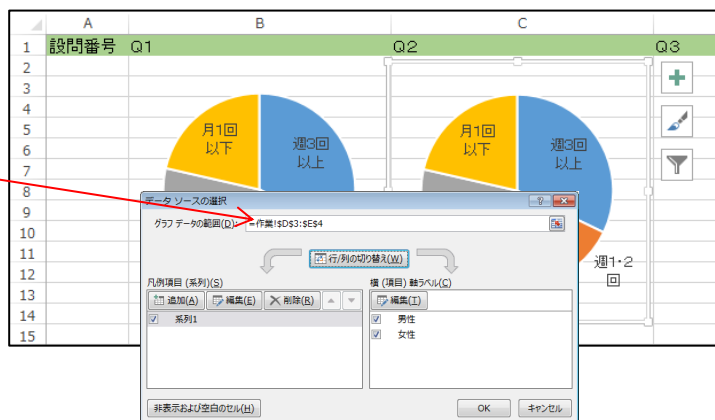 A B C
1 設問番号 Q1 Q2 Q3
2
3
4
5
6
7
8
9
10
11
12
13
14
15
月1回
以下
週3回
以上
月1回
以下
週3回
以上
週1・2
回
データ ソースの選択
グラフ データの範囲(D): =作業!$D$3:$E$4
行/列の切り替え(W)
凡例項目 (系列)(S)
追加(A) 編集(E) 削除(R)
系列1
横 (項目) 軸ラベル(C)
編集(T)
男性
女性
非表示および空白のセル(H) OK キャンセル